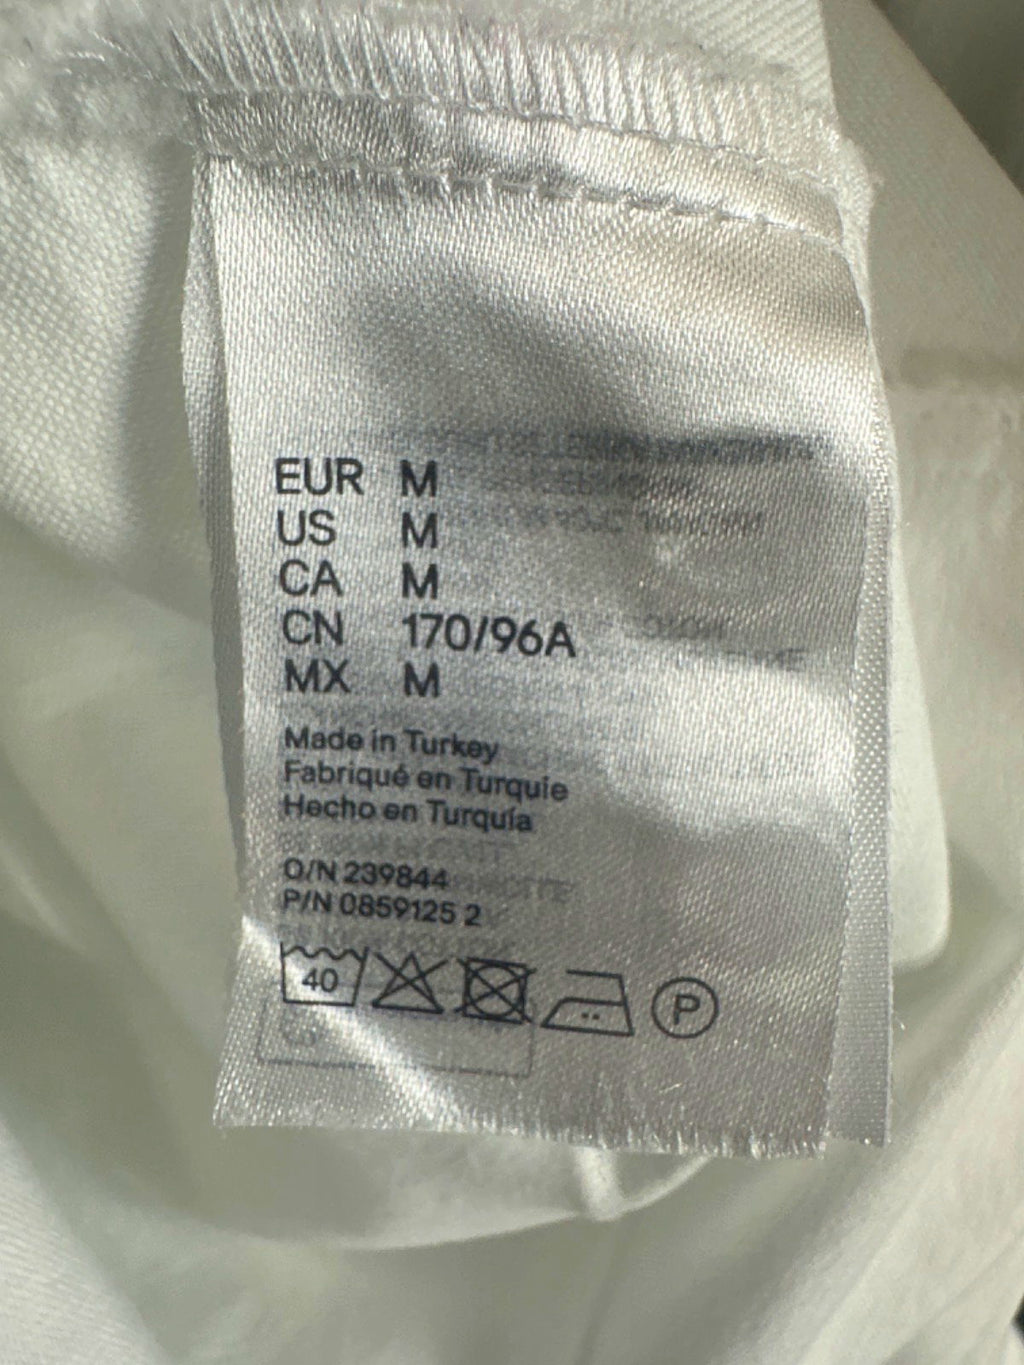 EUR M
US M
CA M
CN 170/96A
MX M
Made in Turkey
Fabriqué en Turquie
Hecho en Turquía
O/N 239844
P/N 0859125 2
40
P